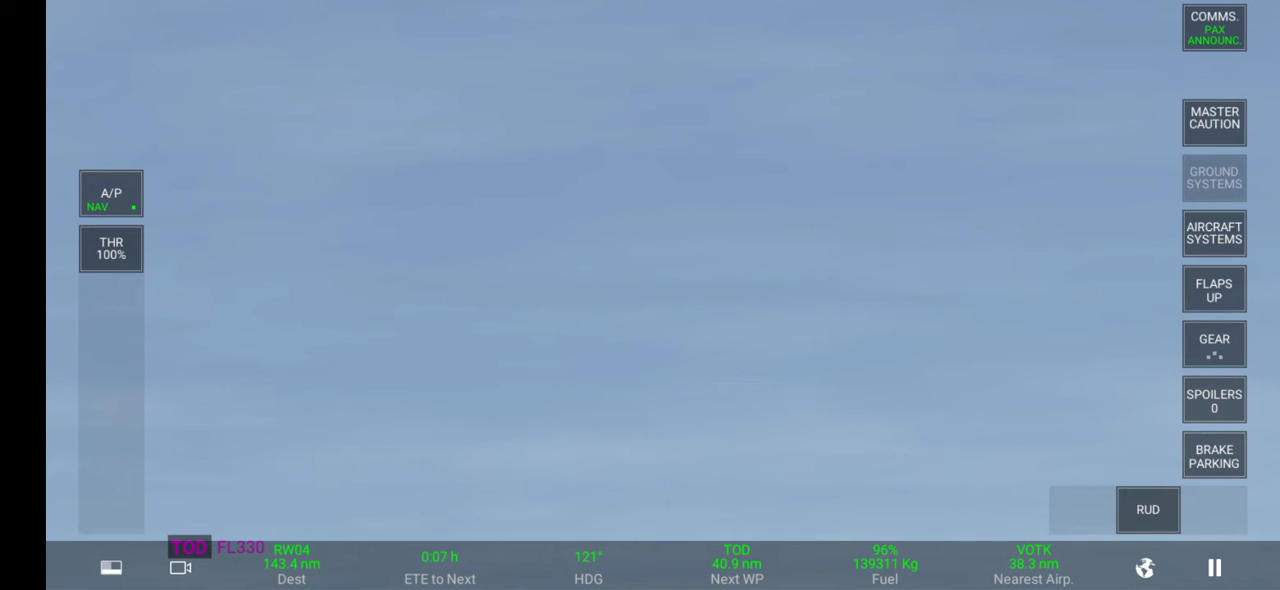 COMMS.
PAX
ANNOUNC.
MASTER
CAUTION
GROUND
SYSTEMS
A/P
NAV
AIRCRAFT
SYSTEMS
THR
100%
FLAPS
UP
GEAR
SPOILERS
0
BRAKE
PARKING
RUD
TOD FL330
RW04
143.4 nm
Dest
0:07 h
ETE to Next
121°
HDG
TOD
40.9 nm
Next WP
96%
139311 Kg
Fuel
VOTK
38.3 nm
Nearest Airp.